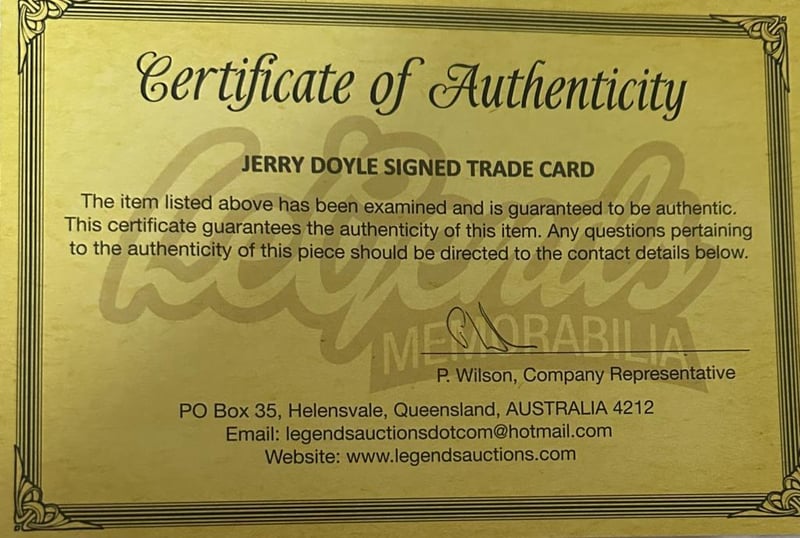 Certificate of Authenticity
JERRY DOYLE SIGNED TRADE CARD
The item listed above has been examined and is guaranteed to be authentic.
This certificate guarantees the authenticity of this item. Any questions pertaining
to the authenticity of this piece should be directed to the contact details below.
Legends
MEMORABILIA
P. Wilson, Company Representative
PO Box 35, Helensvale, Queensland, AUSTRALIA 4212
Email: legendsauctionsdotcom@hotmail.com
Website: www.legendsauctions.com